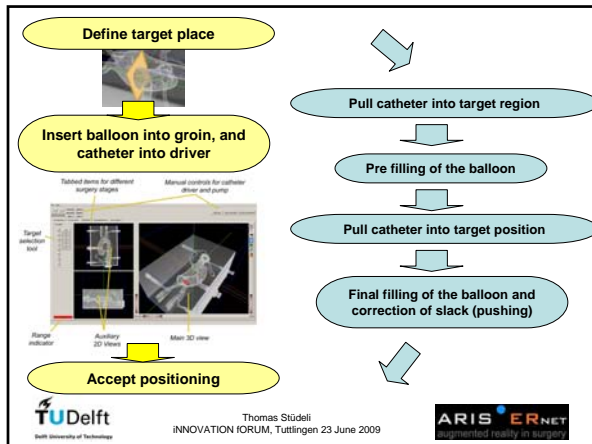 Define target place
Insert balloon into groin, and
catheter into driver
Tabbed items for different
surgery stages
Manual controls for catheter
driver and pump
Target
selection
tool
Range
indicator
Auxiliary
2D Views
Main 3D view
Accept positioning
Pull catheter into target region
Pre filling of the balloon
Pull catheter into target position
Final filling of the balloon and
correction of slack (pushing)
TUDelft
Delft University of Technology
Thomas Stüdeli
iNNOVATION fORUM, Tuttlingen 23 June 2009
ARIS*ER NET
augmented reality in surgery